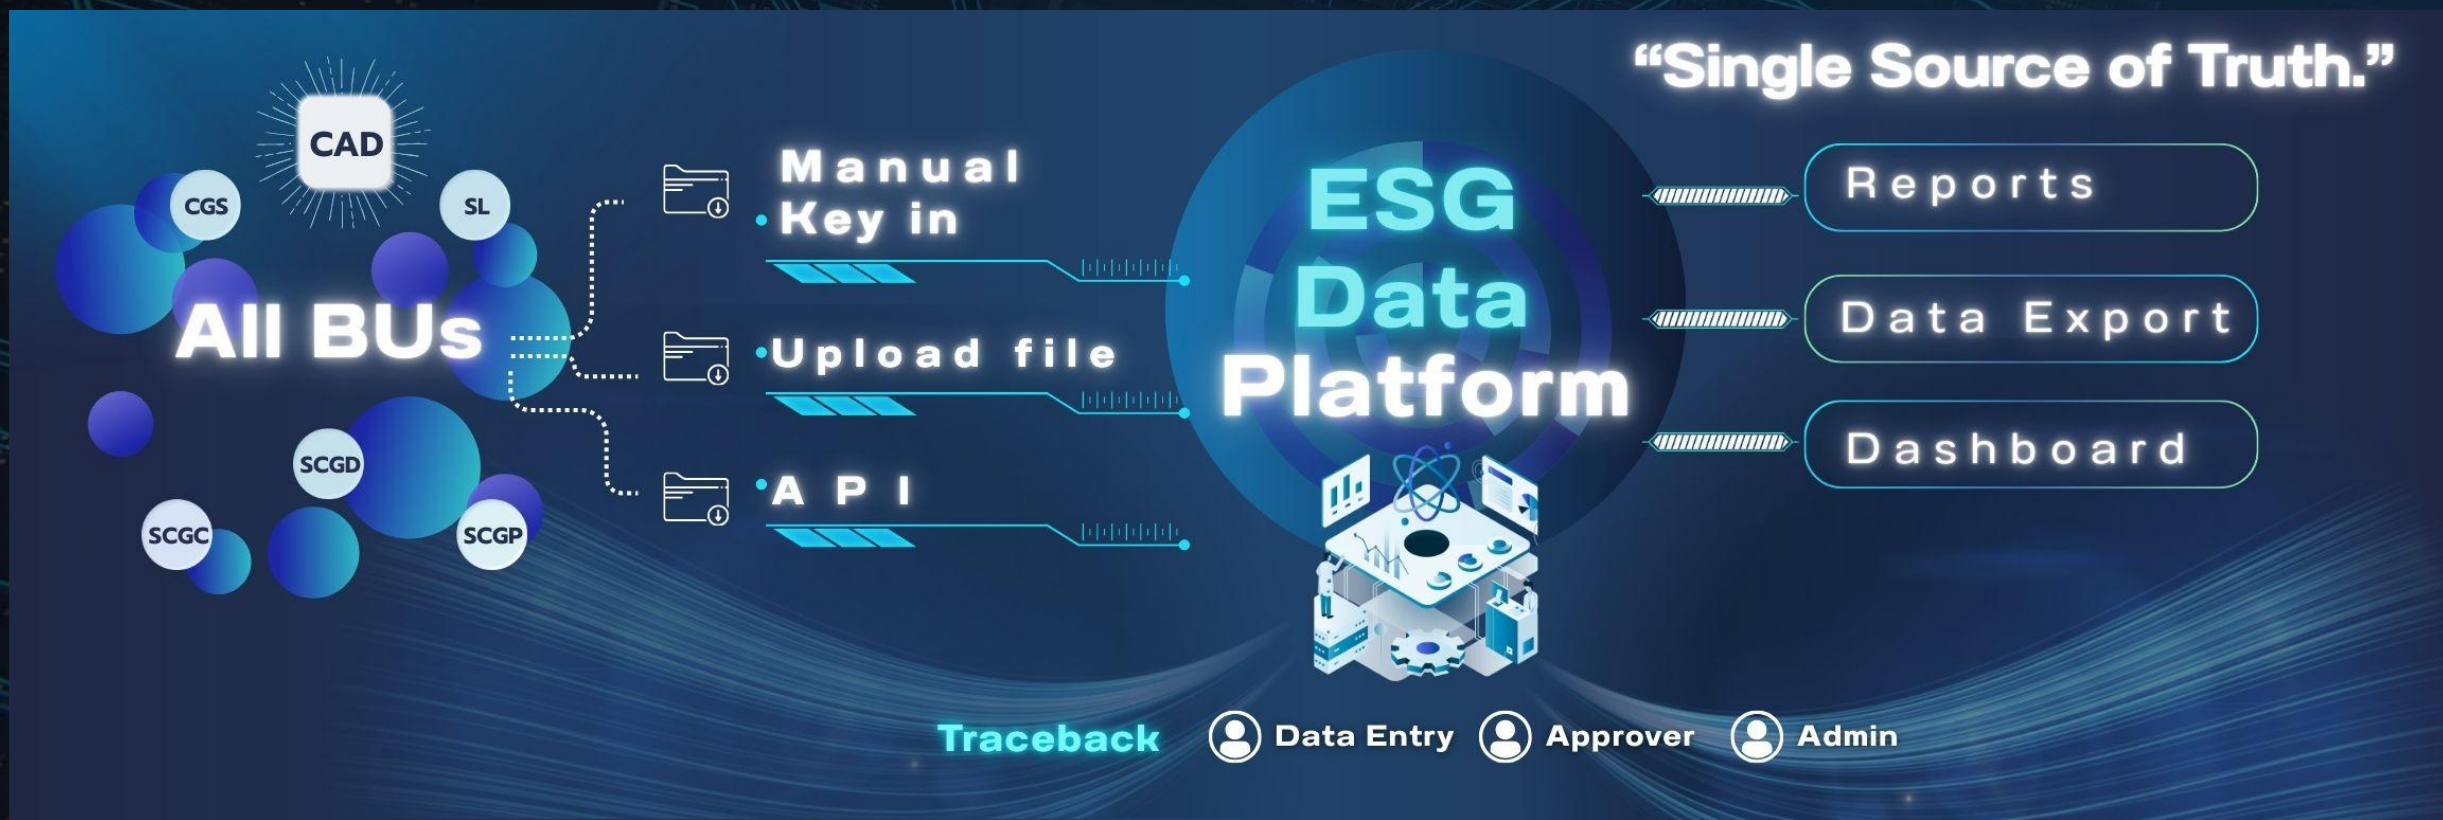 “Single Source of Truth.”
CAD
CGS
SL
All BUs
SCGD
SCGC
SCGP
Manual
Key in
Upload file
API
ESG
Data
Platform
Reports
Data Export
Dashboard
Traceback
Data Entry
Approver
Admin